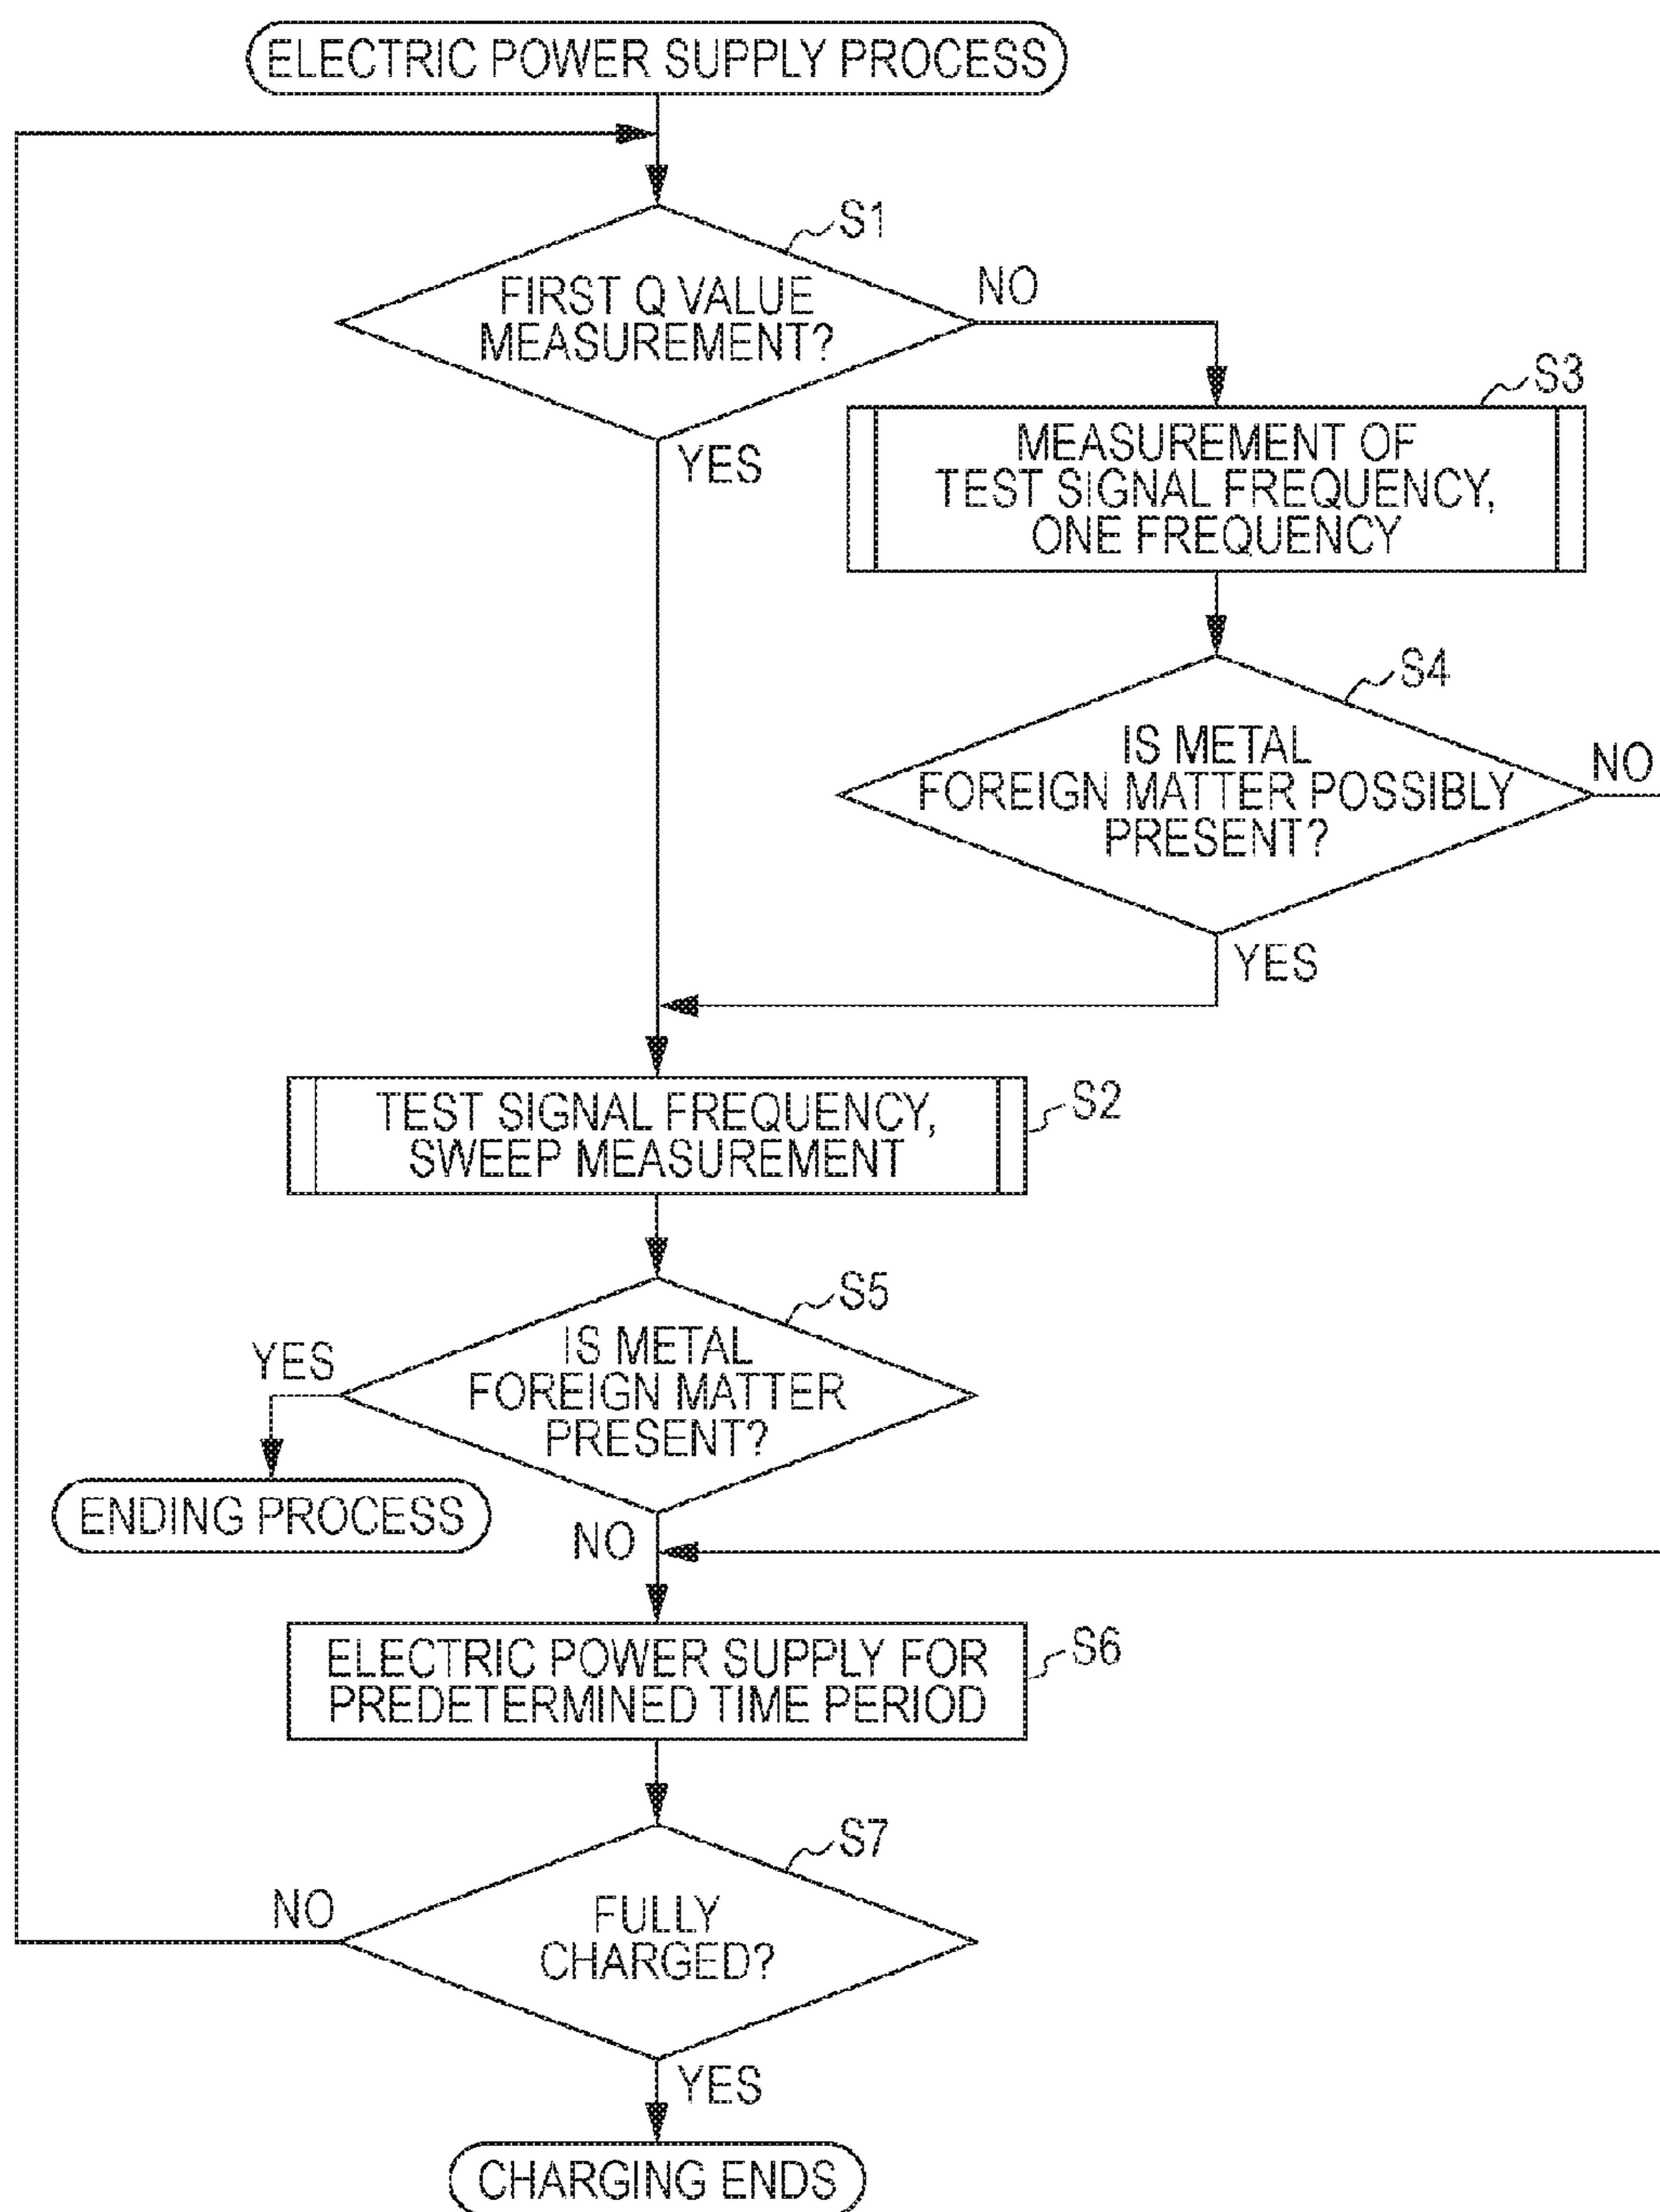 ELECTRIC POWER SUPPLY PROCESS
S1
FIRST Q VALUE
MEASUREMENT?
NO
YES
S3
MEASUREMENT OF
TEST SIGNAL FREQUENCY,
ONE FREQUENCY
S4
IS METAL
FOREIGN MATTER POSSIBLY
PRESENT?
NO
YES
S2
TEST SIGNAL FREQUENCY,
SWEEP MEASUREMENT
S5
IS METAL
FOREIGN MATTER
PRESENT?
YES
ENDING PROCESS
NO
S6
ELECTRIC POWER SUPPLY FOR
PREDETERMINED TIME PERIOD
S7
FULLY
CHARGED?
NO
YES
CHARGING ENDS